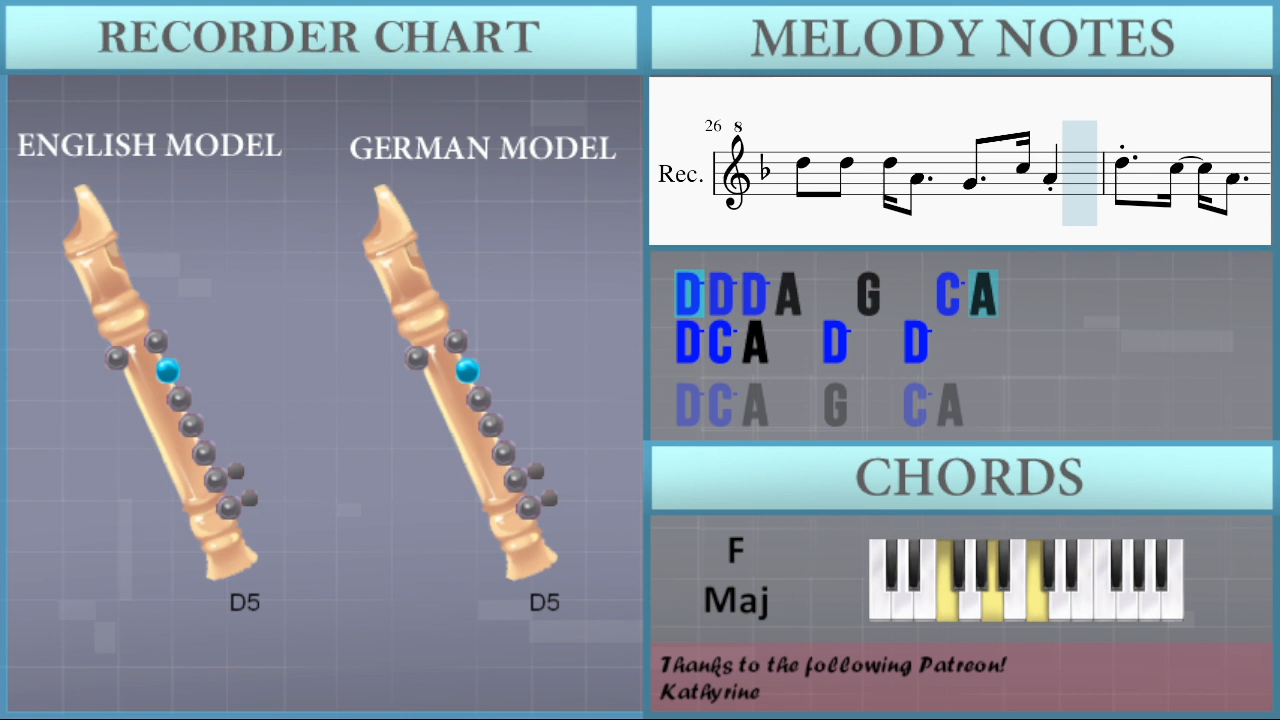 RECORDER CHART
ENGLISH MODEL
GERMAN MODEL
D5
D5
MELODY NOTES
26
8
Rec.
D D D A G C A
D C A D D
D C A G C A
CHORDS
F
Maj
Thanks to the following Patreon!
Kathyrine